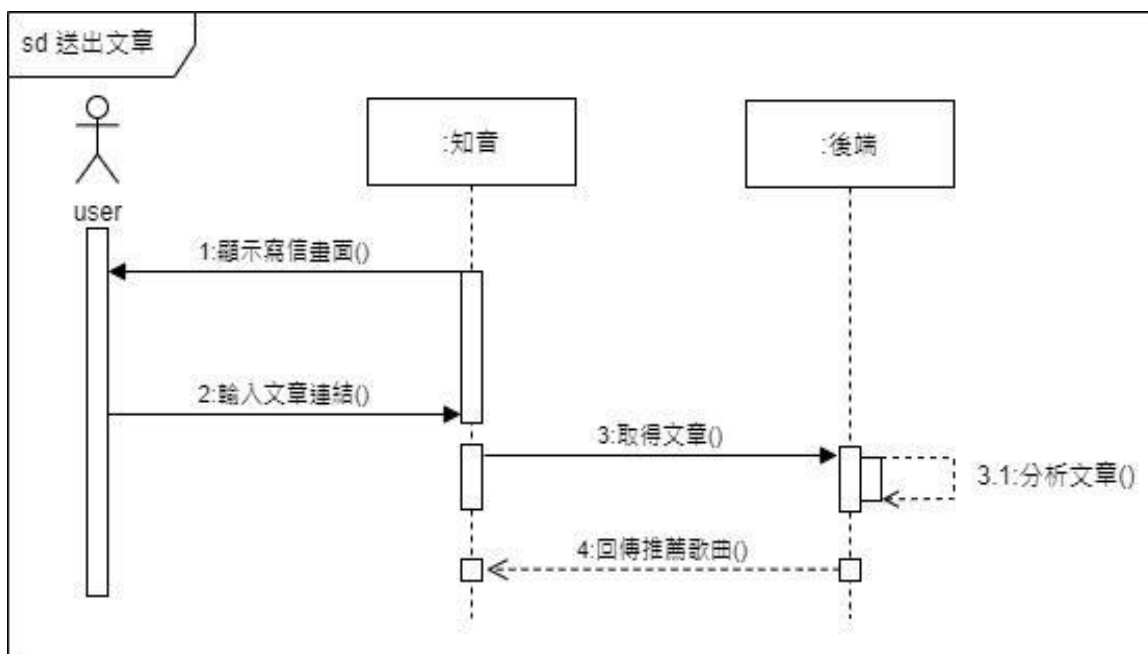 sd 送出文章
:知音
:後端
user
1:顯示寫信畫面()
2:輸入文章連結()
3:取得文章()
3.1:分析文章()
4:回傳推薦歌曲()